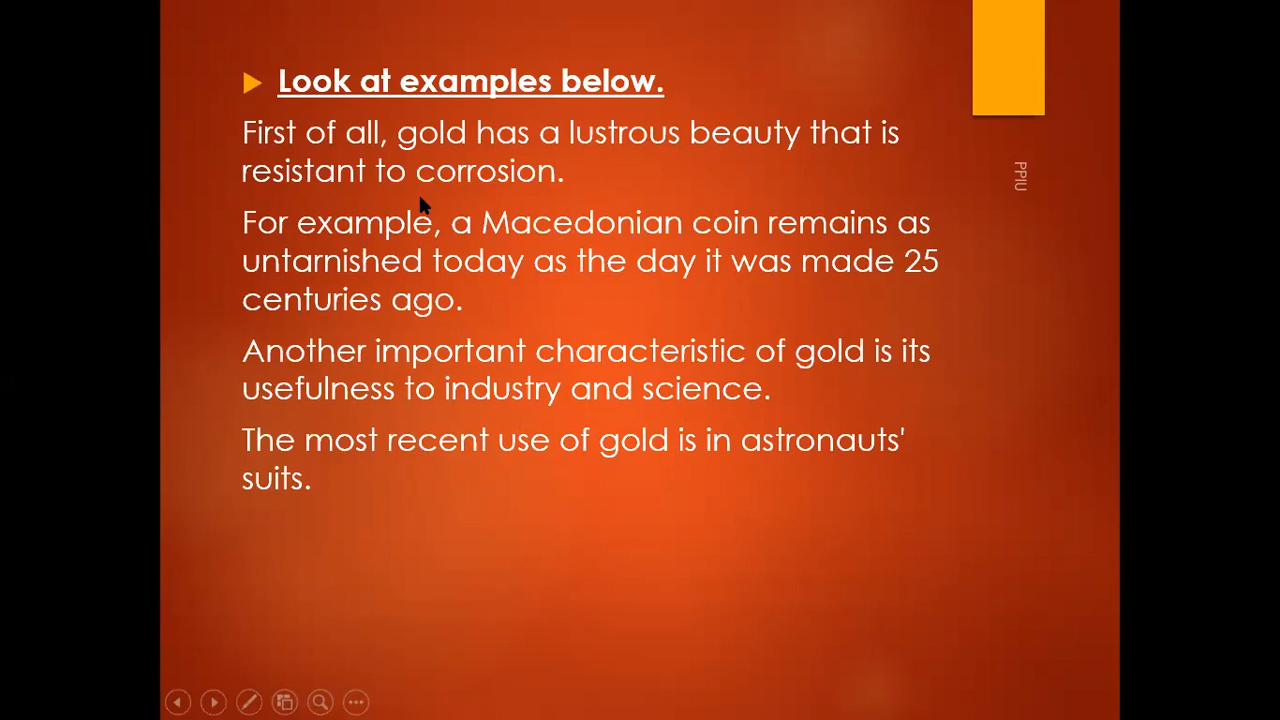 Look at examples below.
First of all, gold has a lustrous beauty that is
resistant to corrosion.
For example, a Macedonian coin remains as
untarnished today as the day it was made 25
centuries ago.
Another important characteristic of gold is its
usefulness to industry and science.
The most recent use of gold is in astronauts'
suits.
PPIU